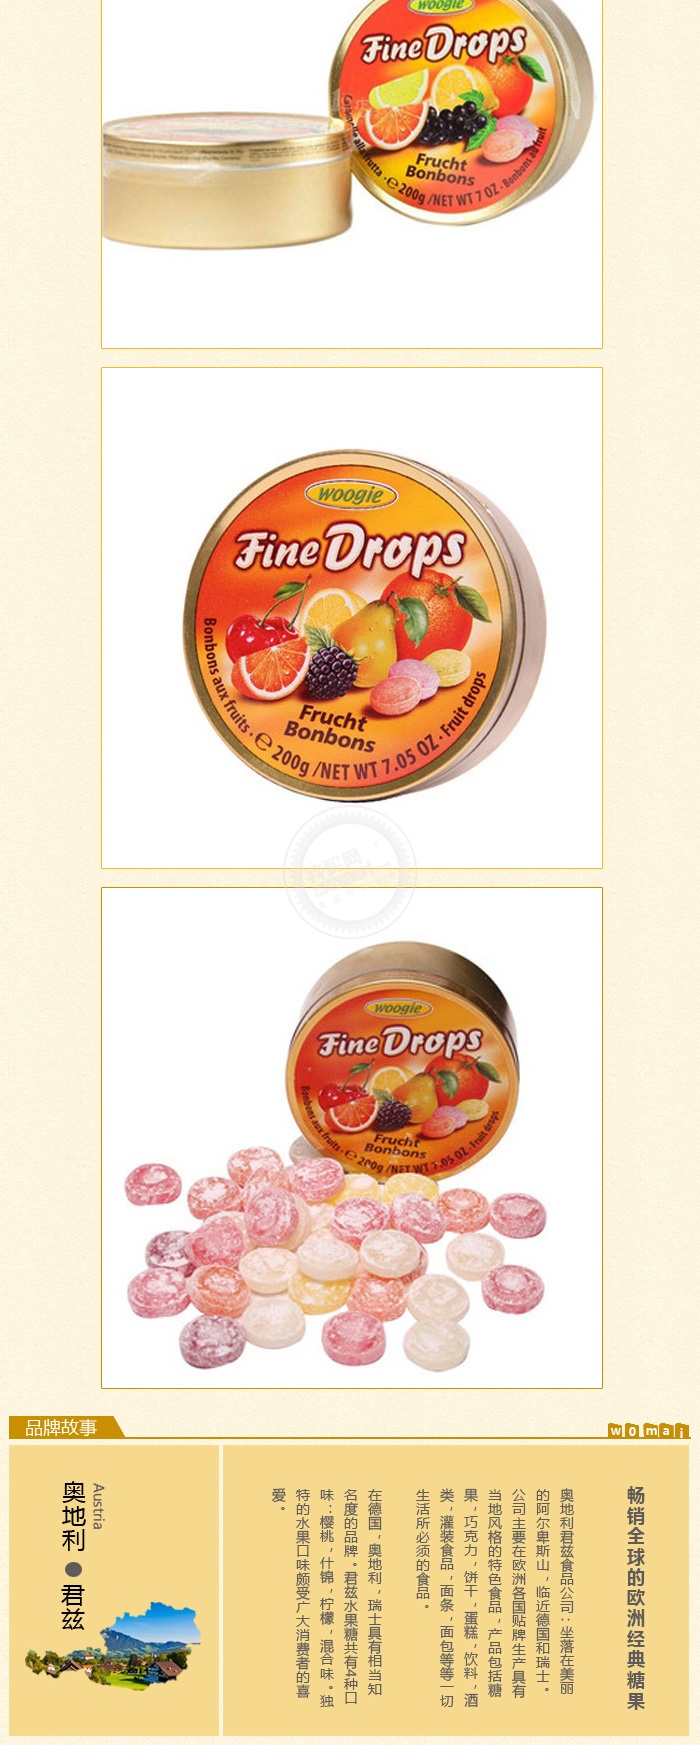 woogie
Fine Drops
Caramelle alla frutta · ℮ 200g /NET WT 7 OZ · Bonbons au fruit
Frucht
Bonbons
woogie
Fine Drops
Bonbons aux fruits · ℮ 200g /NET WT 7.05 OZ · Fruit drops
Frucht
Bonbons
我买网
woogie
Fine Drops
Bonbons aux fruits · ℮ 200g /NET WT 7.05 OZ · Fruit drops
Frucht
Bonbons
品牌故事
womai
畅销全球的欧洲经典糖果
奥地利君兹食品公司：坐落在美丽
的阿尔卑斯山，临近德国和瑞士。
公司主要在欧洲各国贴牌生产具有
当地风格的特色食品，产品包括糖
果，巧克力，饼干，蛋糕，饮料，酒
类，灌装食品，面条，面包等等一切
生活所必须的食品。
在德国，奥地利，瑞士具有相当知
名度的品牌。君兹水果糖共有4种口
味：樱桃，什锦，柠檬，混合味。独
特的水果口味颇受广大消费者的喜
爱。
Austria
奥地利●君兹